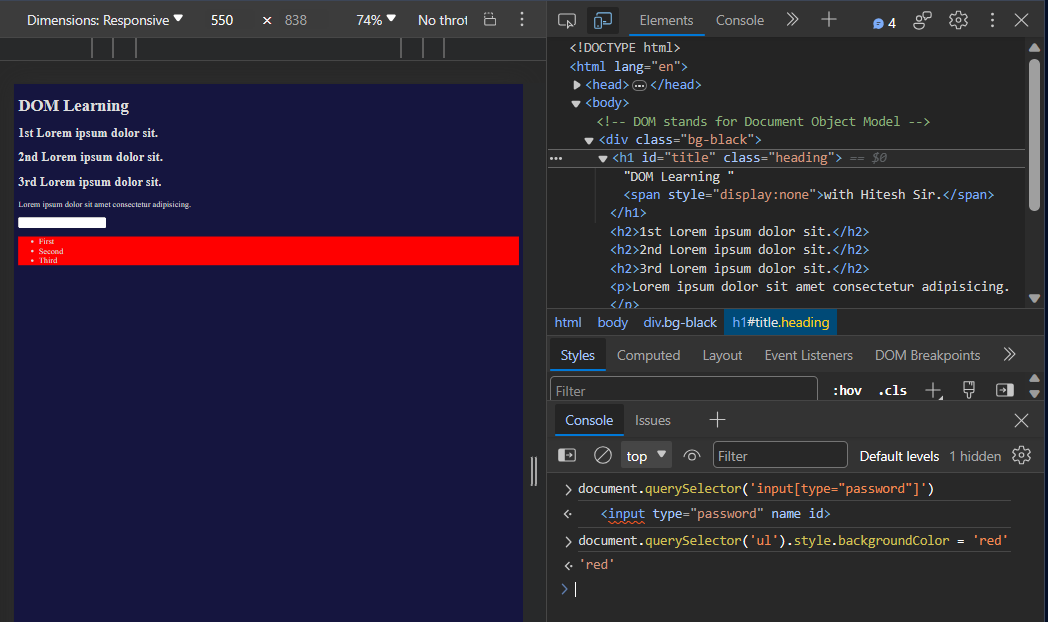 Dimensions: Responsive 550 × 838 74% No throt
Elements Console 4
DOM Learning
1st Lorem ipsum dolor sit.
2nd Lorem ipsum dolor sit.
3rd Lorem ipsum dolor sit.
Lorem ipsum dolor sit amet consectetur adipisicing.
First
Second
Third
<!DOCTYPE html>
<html lang="en">
<head>…</head>
<body>
<!-- DOM stands for Document Object Model -->
<div class="bg-black">
<h1 id="title" class="heading"> == $0
"DOM Learning "
<span style="display:none">with Hitesh Sir.</span>
</h1>
<h2>1st Lorem ipsum dolor sit.</h2>
<h2>2nd Lorem ipsum dolor sit.</h2>
<h2>3rd Lorem ipsum dolor sit.</h2>
<p>Lorem ipsum dolor sit amet consectetur adipisicing.
</p>
html body div.bg-black h1#title.heading
Styles Computed Layout Event Listeners DOM Breakpoints
Filter :hov .cls
Console Issues
top Filter Default levels 1 hidden
document.querySelector('input[type="password"]')
<input type="password" name id>
document.querySelector('ul').style.backgroundColor = 'red'
'red'